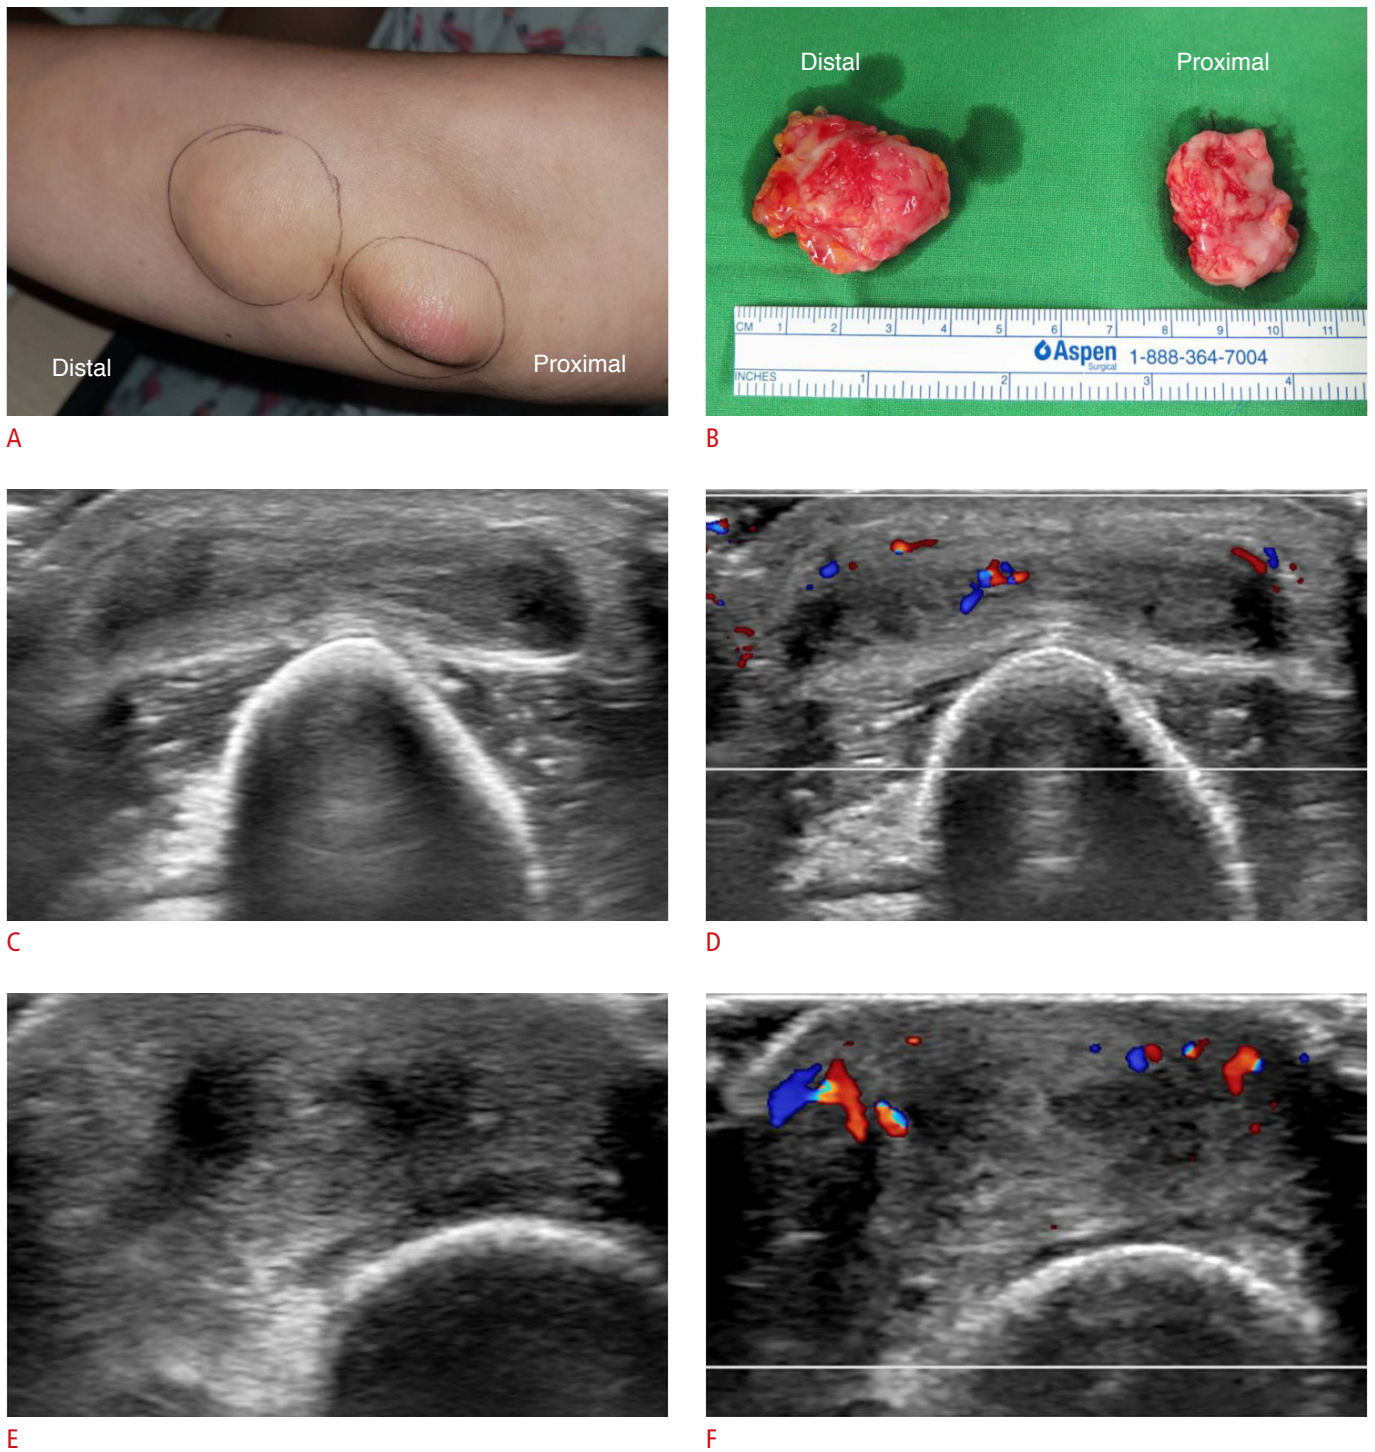 Distal
Proximal
A
Distal
Proximal
CM 1 2 3 4 5 6 7 8 9 10 11
Aspen
Surgical
1-888-364-7004
INCHES 1 2 3 4
B
C
D
E
F